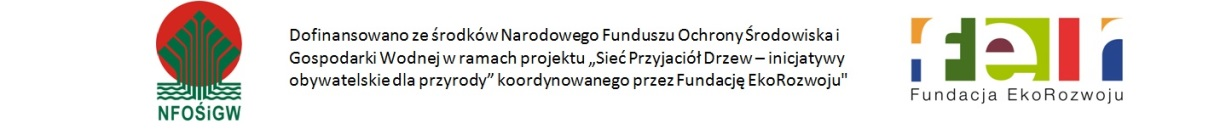 NFOŚiGW
Dofinansowano ze środków Narodowego Funduszu Ochrony Środowiska i
Gospodarki Wodnej w ramach projektu „Sieć Przyjaciół Drzew – inicjatywy
obywatelskie dla przyrody” koordynowanego przez Fundację EkoRozwoju"
feri
Fundacja EkoRozwoju